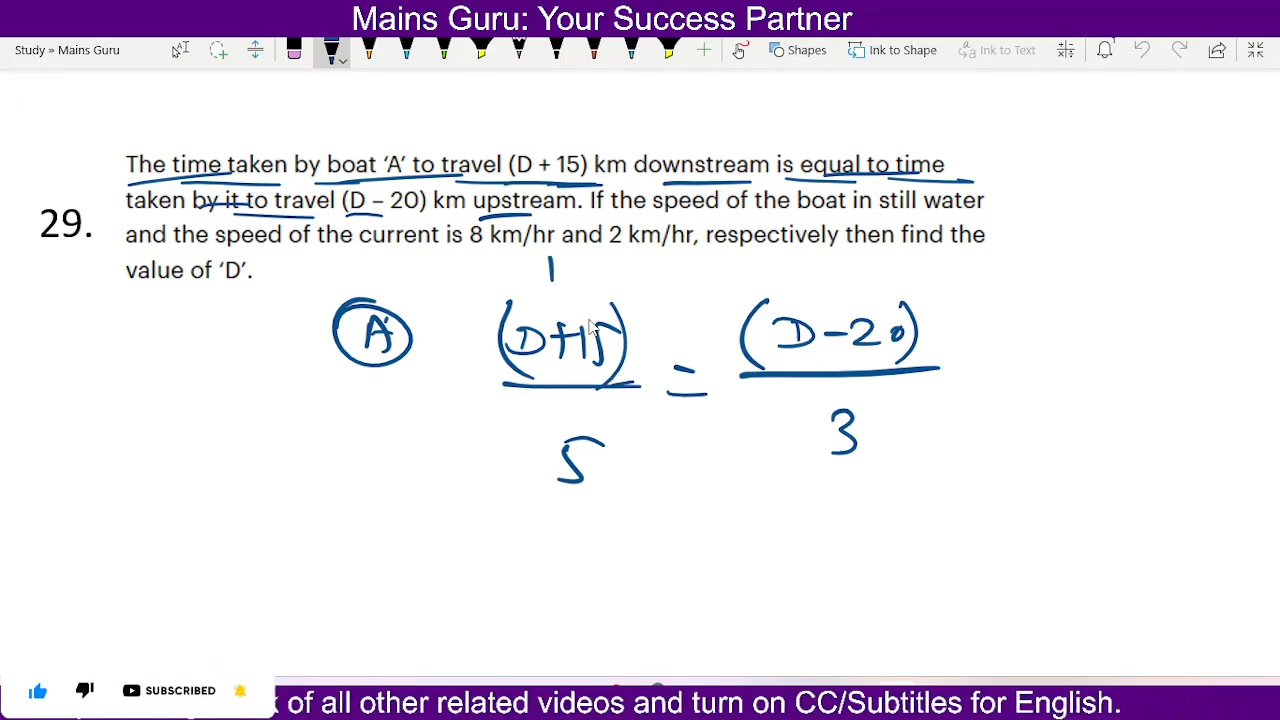 Mains Guru: Your Success Partner
Study » Mains Guru
Shapes
Ink to Shape
Ink to Text
The time taken by boat ‘A’ to travel (D + 15) km downstream is equal to time
taken by it to travel (D – 20) km upstream. If the speed of the boat in still water
29.
and the speed of the current is 8 km/hr and 2 km/hr, respectively then find the
value of ‘D’.
1
A (D+15) = (D-20)
5 3
SUBSCRIBED
of all other related videos and turn on CC/Subtitles for English.